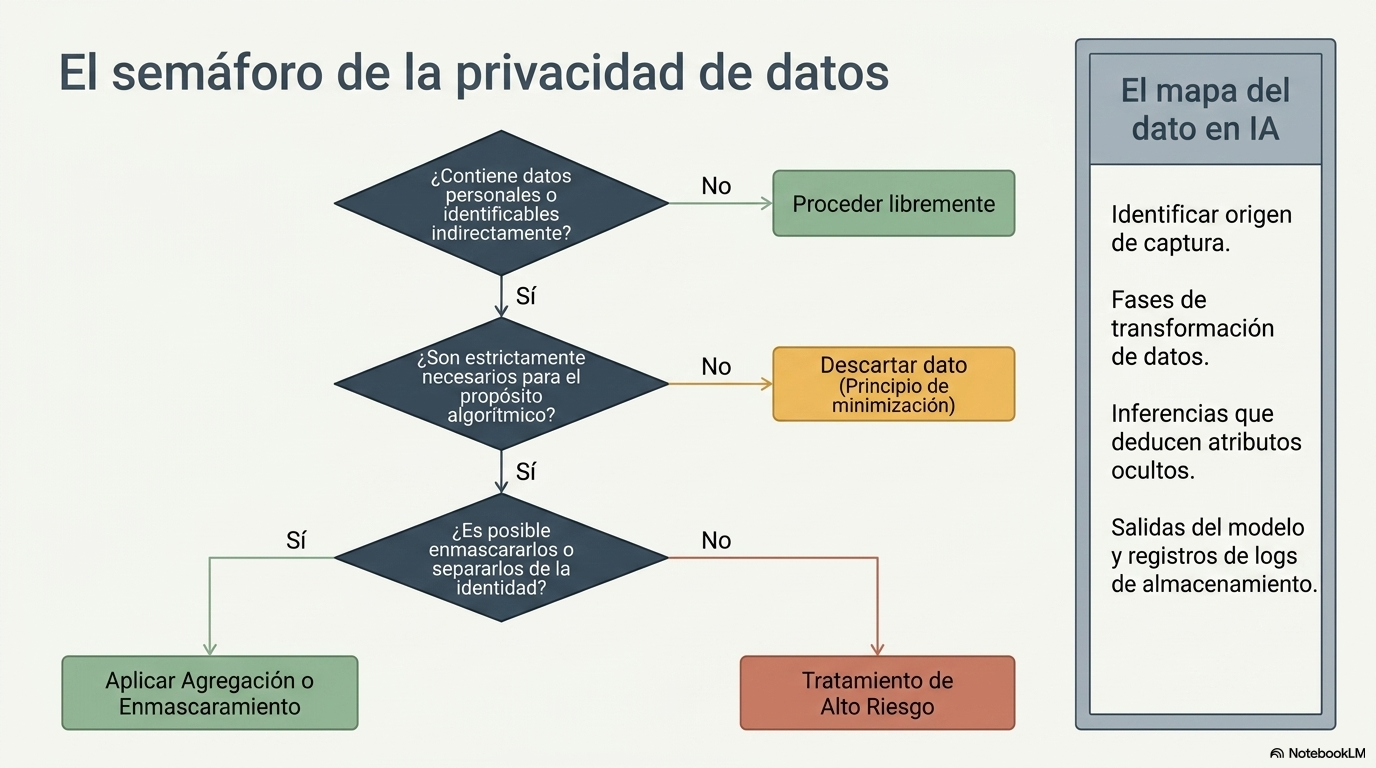 El semáforo de la privacidad de datos
¿Contiene datos
personales o
identificables
indirectamente?
No
Proceder libremente
Sí
¿Son estrictamente
necesarios para el
propósito
algorítmico?
No
Descartar dato
(Principio de
minimización)
Sí
¿Es posible
enmascararlos o
separarlos de la
identidad?
Sí
No
Aplicar Agregación o
Enmascaramiento
Tratamiento de
Alto Riesgo
El mapa del
dato en IA
Identificar origen
de captura.
Fases de
transformación
de datos.
Inferencias que
deducen atributos
ocultos.
Salidas del modelo
y registros de logs
de almacenamiento.
NotebookLM